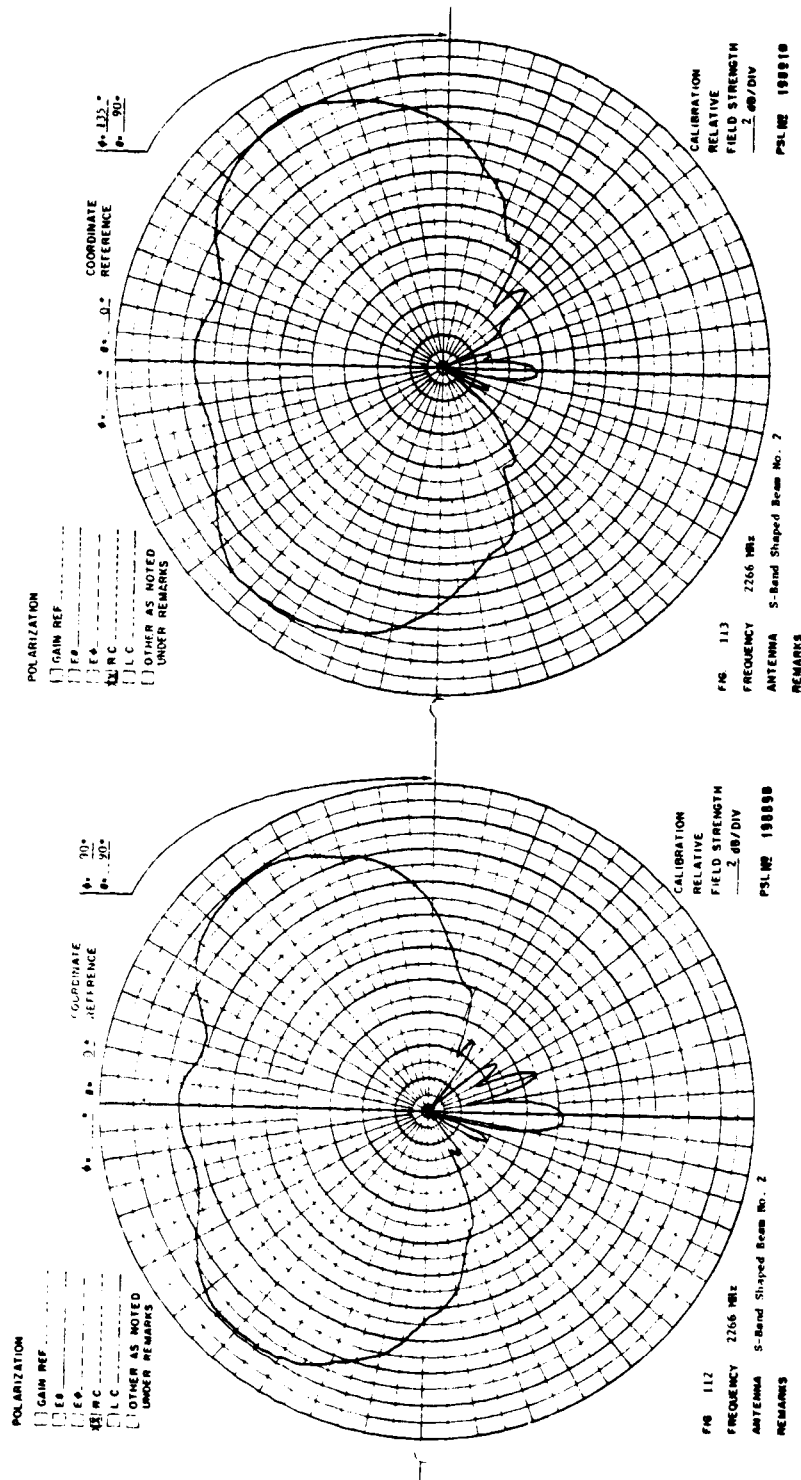 POLARIZATION
[ ] GAIN REF
[ ] Eθ
[ ] Eφ
[X] RC
[ ] LC
[ ] OTHER AS NOTED
UNDER REMARKS
φ= ° θ= 0°
COORDINATE
REFERENCE
φ= 90°
θ= 90°
FIG. 112
FREQUENCY 2266 MHz
ANTENNA S-Band Shaped Beam No. 2
REMARKS
CALIBRATION
RELATIVE
FIELD STRENGTH
2 dB/DIV
PSL №
POLARIZATION
[ ] GAIN REF
[ ] Eθ
[ ] Eφ
[X] RC
[ ] LC
[ ] OTHER AS NOTED
UNDER REMARKS
φ= ° θ= 0°
COORDINATE
REFERENCE
φ= 135°
θ= 90°
FIG. 113
FREQUENCY 2266 MHz
ANTENNA S-Band Shaped Beam No. 2
REMARKS
CALIBRATION
RELATIVE
FIELD STRENGTH
2 dB/DIV
PSL №